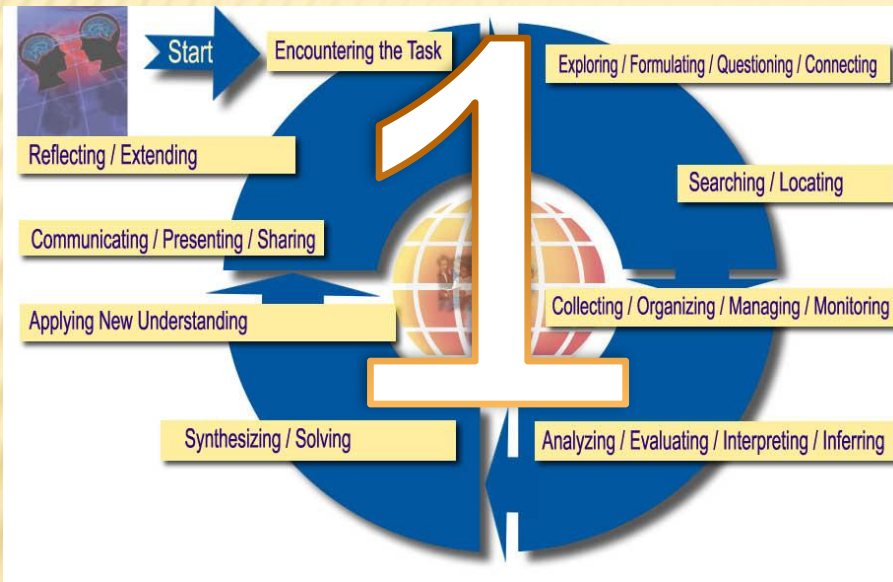 Start
Encountering the Task
1
Exploring / Formulating / Questioning / Connecting
Searching / Locating
Collecting / Organizing / Managing / Monitoring
Analyzing / Evaluating / Interpreting / Inferring
Synthesizing / Solving
Applying New Understanding
Communicating / Presenting / Sharing
Reflecting / Extending